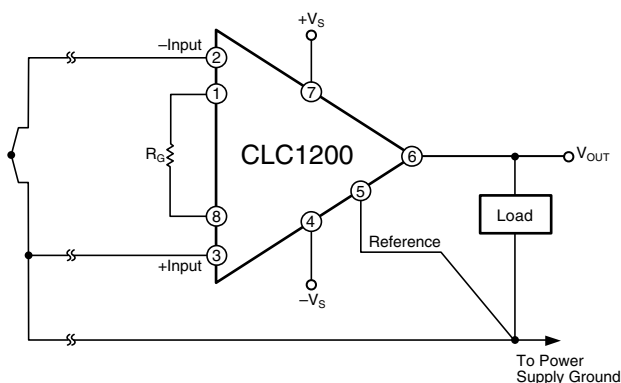 +VS
–Input
2
1
7
RG
CLC1200
6
VOUT
5
Load
8
4
Reference
3
+Input
–VS
To Power
Supply Ground